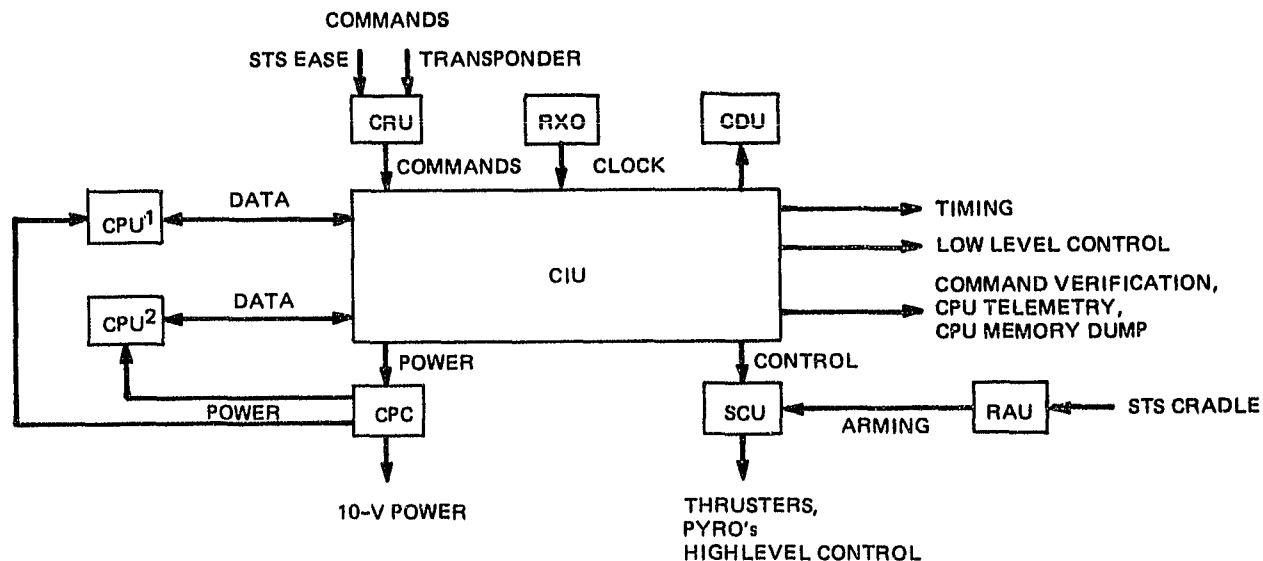 COMMANDS
STS EASE
TRANSPONDER
CRU
RXO
CDU
COMMANDS
CLOCK
DATA
CPU1
TIMING
LOW LEVEL CONTROL
CIU
COMMAND VERIFICATION,
CPU TELEMETRY,
CPU MEMORY DUMP
DATA
CPU2
POWER
CONTROL
POWER
CPC
SCU
ARMING
RAU
STS CRADLE
10-V POWER
THRUSTERS,
PYRO's
HIGHLEVEL CONTROL